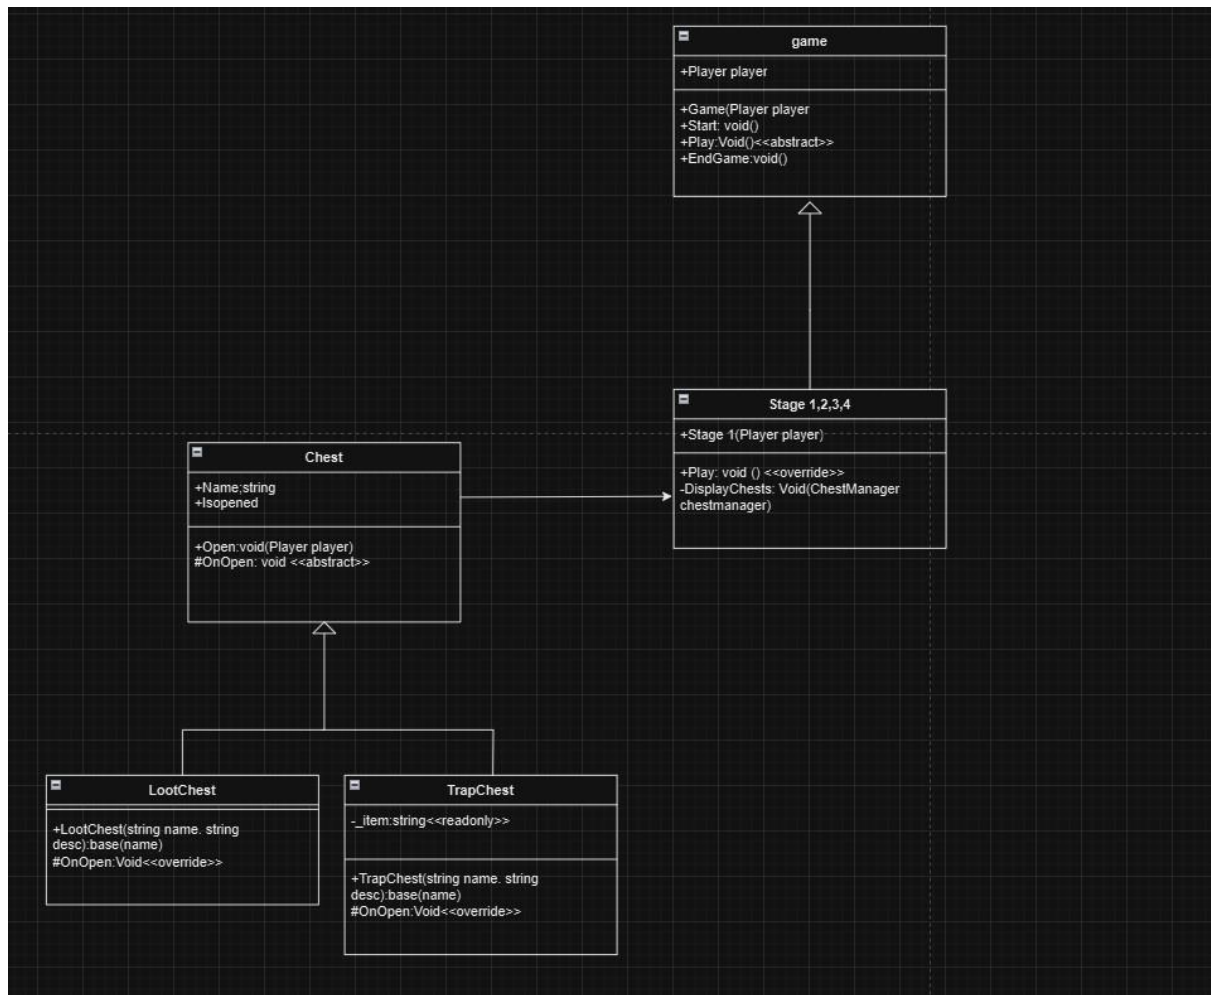 game
+Player player
+Game(Player player
+Start: void()
+Play:Void()<<abstract>>
+EndGame:void()
Stage 1,2,3,4
+Stage 1(Player player)
+Play: void () <<override>>
-DisplayChests: Void(ChestManager
chestmanager)
Chest
+Name;string
+Isopened
+Open:void(Player player)
#OnOpen: void <<abstract>>
LootChest
+LootChest(string name. string
desc):base(name)
#OnOpen:Void<<override>>
TrapChest
-_item:string<<readonly>>
+TrapChest(string name. string
desc):base(name)
#OnOpen:Void<<override>>